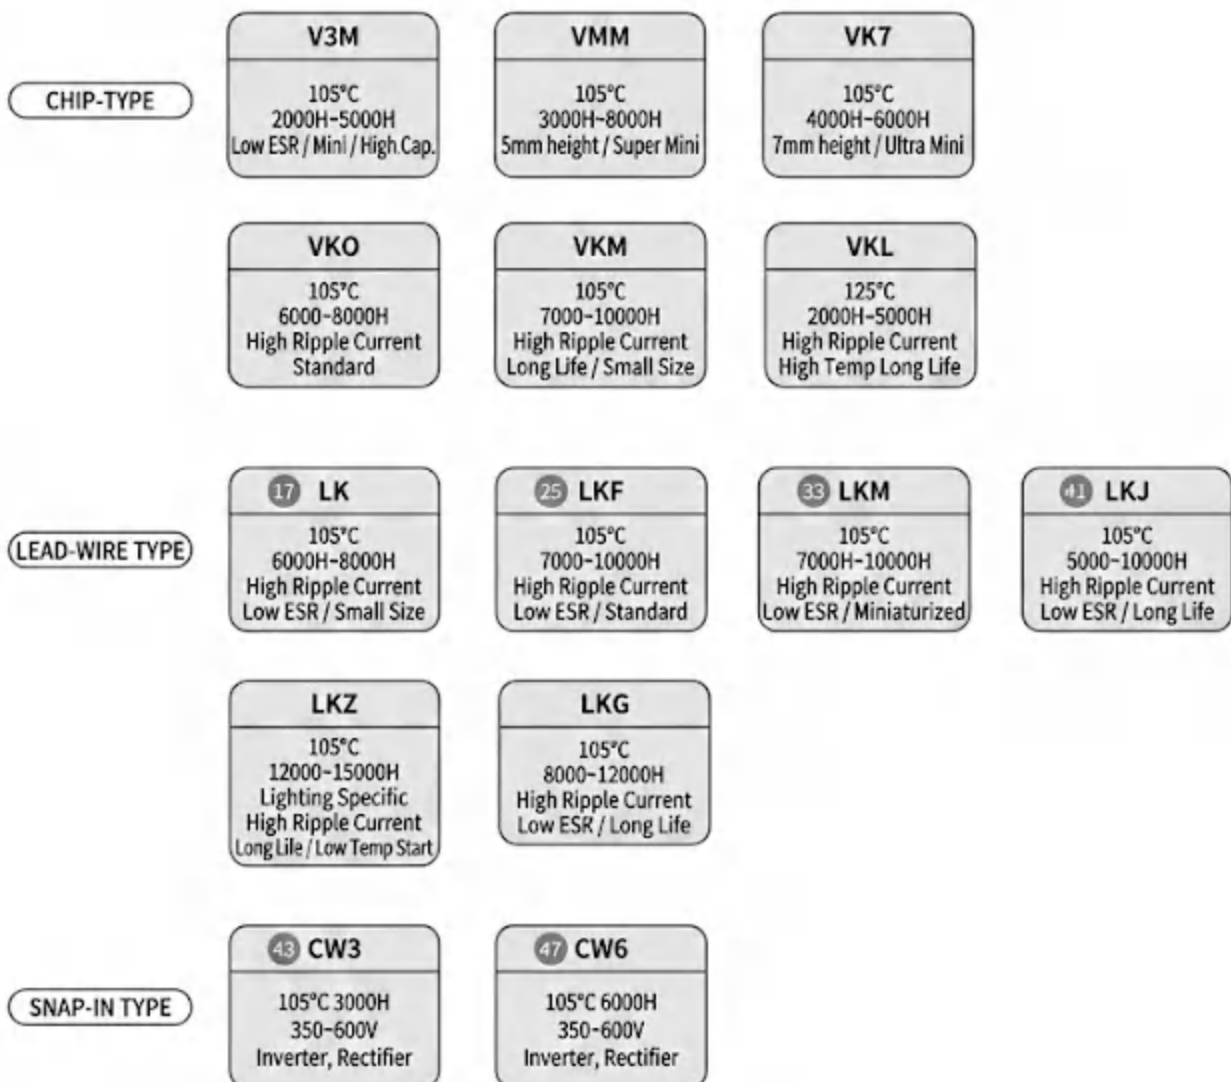 CHIP-TYPE
V3M
105°C
2000H~5000H
Low ESR / Mini / High Cap.
VMM
105°C
3000H~8000H
5mm height / Super Mini
VK7
105°C
4000H~6000H
7mm height / Ultra Mini
VKO
105°C
6000~8000H
High Ripple Current
Standard
VKM
105°C
7000~10000H
High Ripple Current
Long Life / Small Size
VKL
125°C
2000H~5000H
High Ripple Current
High Temp Long Life
LEAD-WIRE TYPE
17 LK
105°C
6000H~8000H
High Ripple Current
Low ESR / Small Size
25 LKF
105°C
7000~10000H
High Ripple Current
Low ESR / Standard
33 LKM
105°C
7000H~10000H
High Ripple Current
Low ESR / Miniaturized
41 LKJ
105°C
5000~10000H
High Ripple Current
Low ESR / Long Life
LKZ
105°C
12000~15000H
Lighting Specific
High Ripple Current
Long Lile / Low Temp Start
LKG
105°C
8000~12000H
High Ripple Current
Low ESR / Long Life
SNAP-IN TYPE
43 CW3
105°C 3000H
350~600V
Inverter, Rectifier
47 CW6
105°C 6000H
350~600V
Inverter, Rectifier